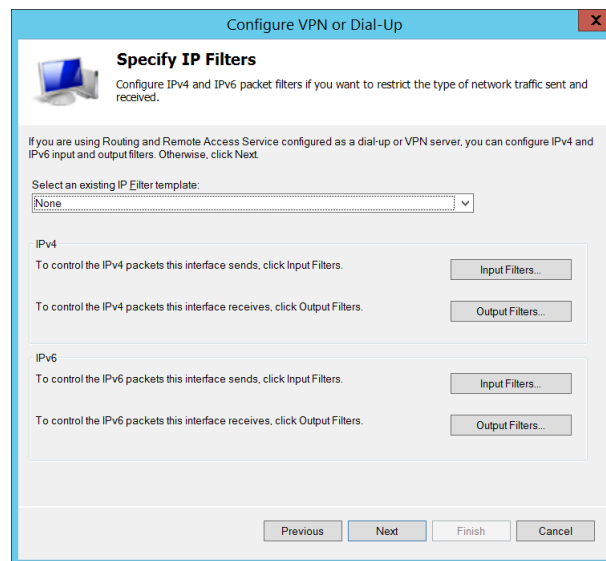 Configure VPN or Dial-Up
X
Specify IP Filters
Configure IPv4 and IPv6 packet filters if you want to restrict the type of network traffic sent and
received.
If you are using Routing and Remote Access Service configured as a dial-up or VPN server, you can configure IPv4 and
IPv6 input and output filters. Otherwise, click Next.
Select an existing IP Filter template:
None
IPv4
To control the IPv4 packets this interface sends, click Input Filters.
Input Filters...
To control the IPv4 packets this interface receives, click Output Filters.
Output Filters...
IPv6
To control the IPv6 packets this interface sends, click Input Filters.
Input Filters...
To control the IPv6 packets this interface receives, click Output Filters.
Output Filters...
Previous Next Finish Cancel